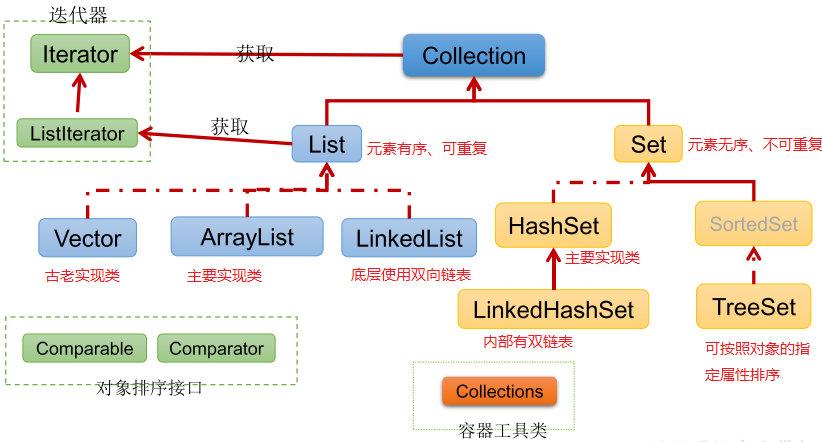 迭代器
Iterator
获取
Collection
ListIterator
获取
List
元素有序、可重复
Set
元素无序、不可重复
Vector
古老实现类
ArrayList
主要实现类
LinkedList
底层使用双向链表
HashSet
主要实现类
SortedSet
LinkedHashSet
内部有双链表
TreeSet
可按照对象的指
定属性排序
Comparable
Comparator
对象排序接口
Collections
容器工具类